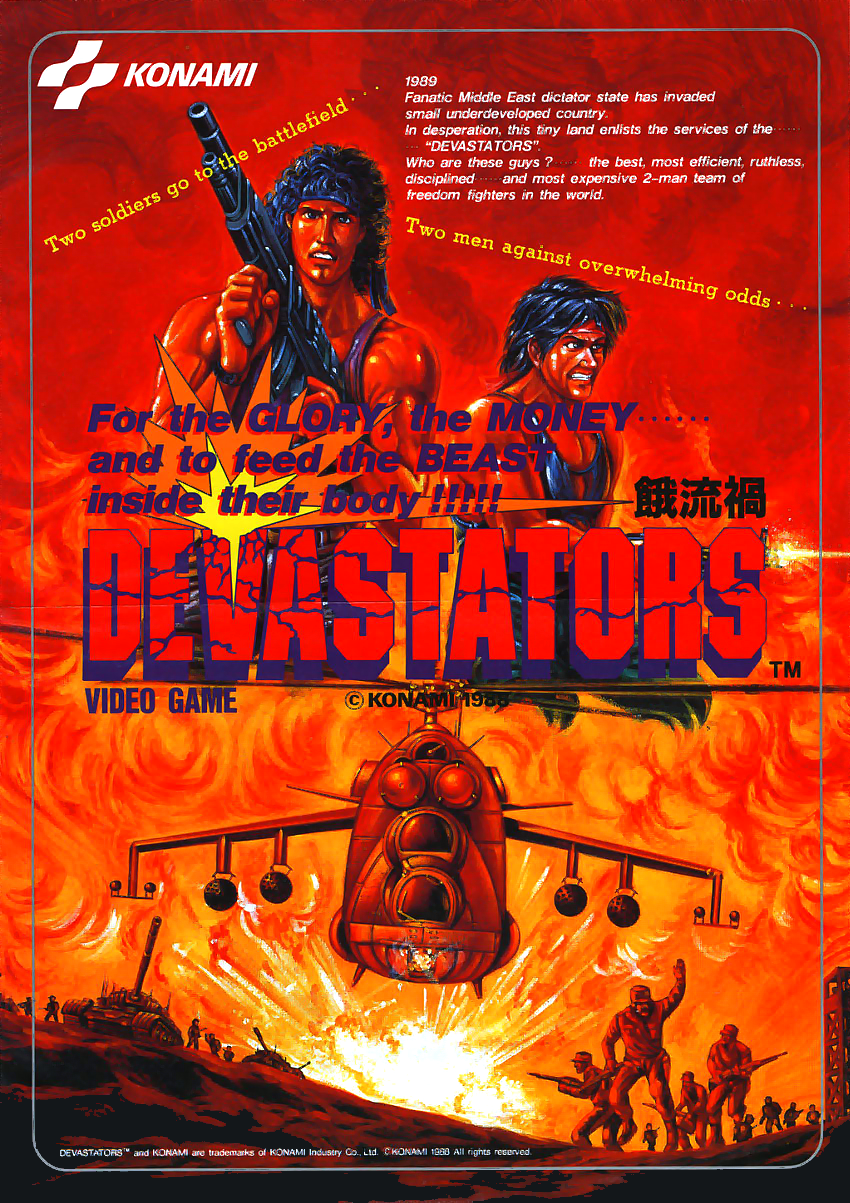 KONAMI
1989
Fanatic Middle East dictator state has invaded
small underdeveloped country.
In desperation, this tiny land enlists the services of the······
··· "DEVASTATORS".
Who are these guys ?····· the best, most efficient, ruthless,
disciplined······and most expensive 2-man team of
freedom fighters in the world.
Two soldiers go to the battlefield···
Two men against overwhelming odds···
For the GLORY, the MONEY······
and to feed the BEAST
inside their body !!!!!
餓流禍
DEVASTATORS
TM
VIDEO GAME
© KONAMI 1988
DEVASTATORS™ and KONAMI are trademarks of KONAMI Industry Co., Ltd. ©KONAMI 1988 All rights reserved.